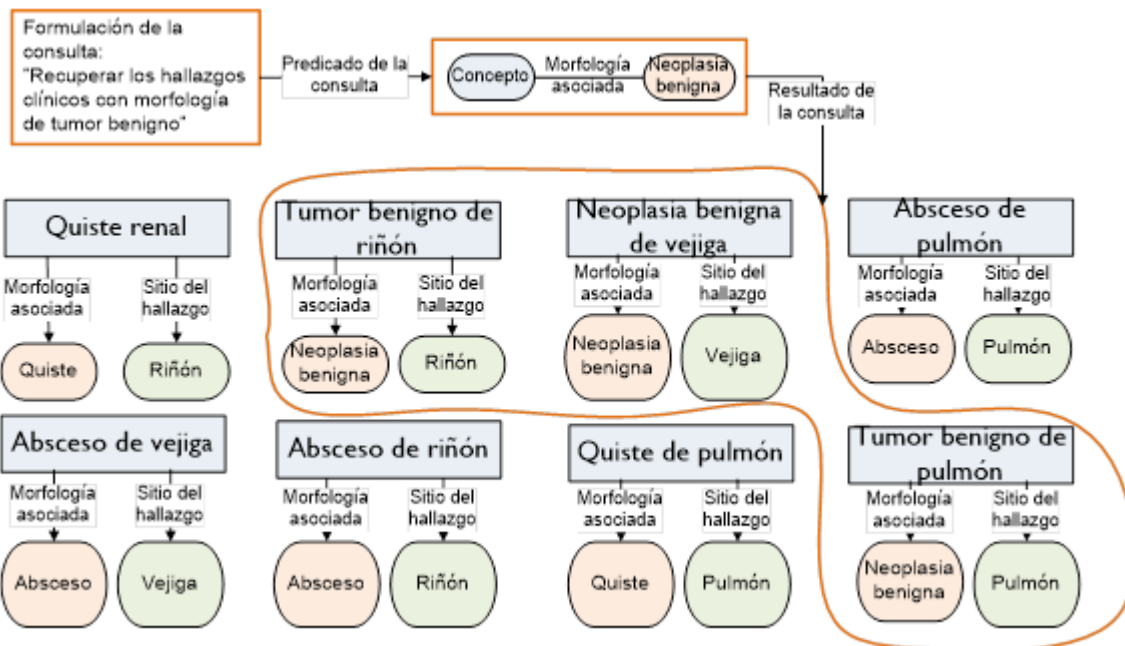 Formulación de la
consulta:
"Recuperar los hallazgos
clínicos con morfología
de tumor benigno"
Predicado de la
consulta
Concepto
Morfología
asociada
Neoplasia
benigna
Resultado de
la consulta
Quiste renal
Morfología
asociada
Sitio del
hallazgo
Quiste
Riñón
Tumor benigno de
riñón
Morfología
asociada
Sitio del
hallazgo
Neoplasia
benigna
Riñón
Neoplasia benigna
de vejiga
Morfología
asociada
Sitio del
hallazgo
Neoplasia
benigna
Vejiga
Absceso de
pulmón
Morfología
asociada
Sitio del
hallazgo
Absceso
Pulmón
Absceso de vejiga
Morfología
asociada
Sitio del
hallazgo
Absceso
Vejiga
Absceso de riñón
Morfología
asociada
Sitio del
hallazgo
Absceso
Riñón
Quiste de pulmón
Morfología
asociada
Sitio del
hallazgo
Quiste
Pulmón
Tumor benigno de
pulmón
Morfología
asociada
Sitio del
hallazgo
Neoplasia
benigna
Pulmón